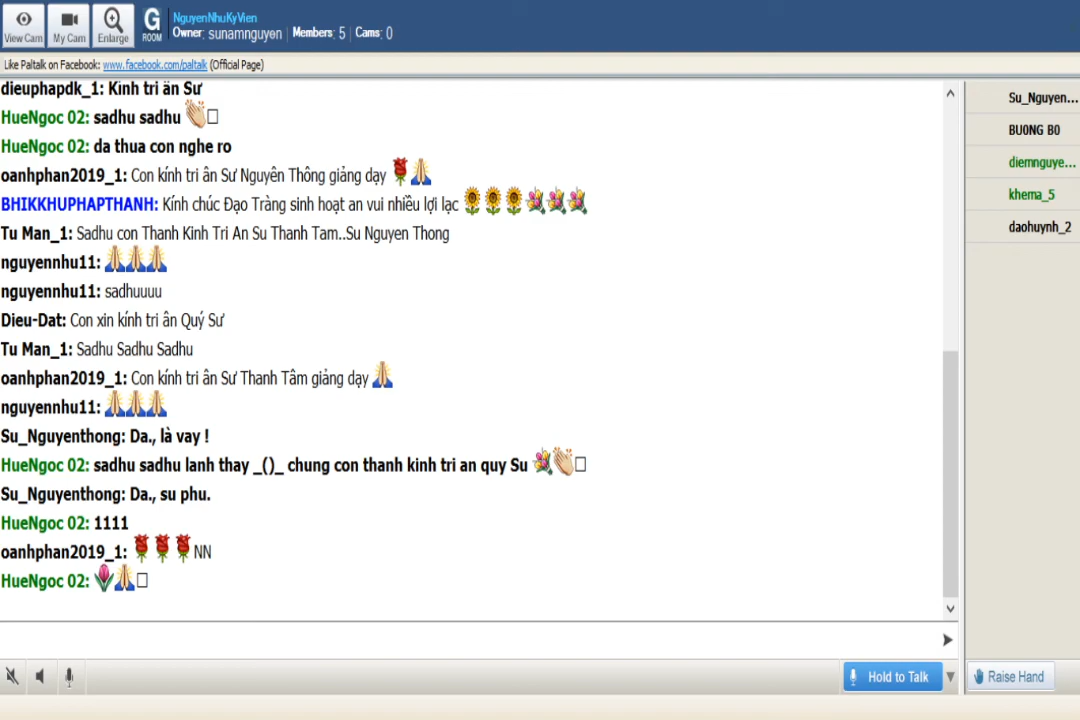 View Cam
My Cam
Enlarge
G ROOM
NguyenNhuKyVien
Owner: sunamnguyen | Members: 5 | Cams: 0
Like Paltalk on Facebook: www.facebook.com/paltalk (Official Page)
dieuphapdk_1: Kinh tri ân Sư
HueNgoc 02: sadhu sadhu 👏
HueNgoc 02: da thua con nghe ro
oanhphan2019_1: Con kính tri ân Sư Nguyên Thông giảng dạy 🌹🙏
BHIKKHUPHAPTHANH: Kính chúc Đạo Tràng sinh hoạt an vui nhiều lợi lạc 🌻🌻🌻💐💐💐
Tu Man_1: Sadhu con Thanh Kinh Tri An Su Thanh Tam..Su Nguyen Thong
nguyennhu11: 🙏🙏🙏
nguyennhu11: sadhuuuu
Dieu-Dat: Con xin kính tri ân Quý Sư
Tu Man_1: Sadhu Sadhu Sadhu
oanhphan2019_1: Con kính tri ân Sư Thanh Tâm giảng dạy 🙏
nguyennhu11: 🙏🙏🙏
Su_Nguyenthong: Da., là vay !
HueNgoc 02: sadhu sadhu lanh thay _()_ chung con thanh kinh tri an quy Su 💐👏
Su_Nguyenthong: Da., su phu.
HueNgoc 02: 1111
oanhphan2019_1: 🌹🌹🌹NN
HueNgoc 02: 🌷🙏
Su_Nguyen...
BU0NG B0
diemnguye...
khema_5
daohuynh_2
Hold to Talk
Raise Hand